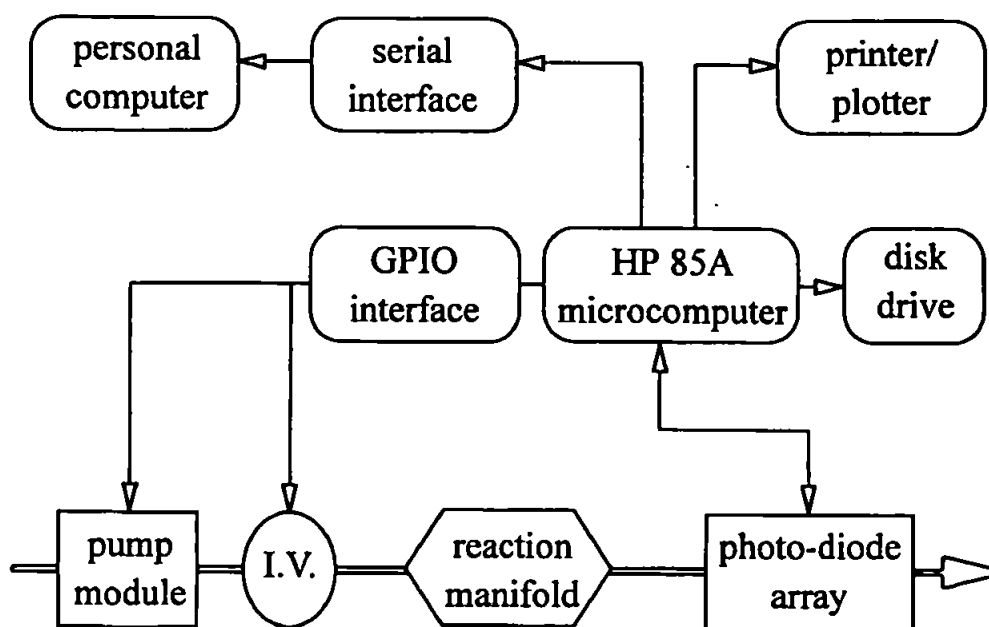 personal
computer
serial
interface
printer/
plotter
GPIO
interface
HP 85A
microcomputer
disk
drive
pump
module
I.V.
reaction
manifold
photo-diode
array